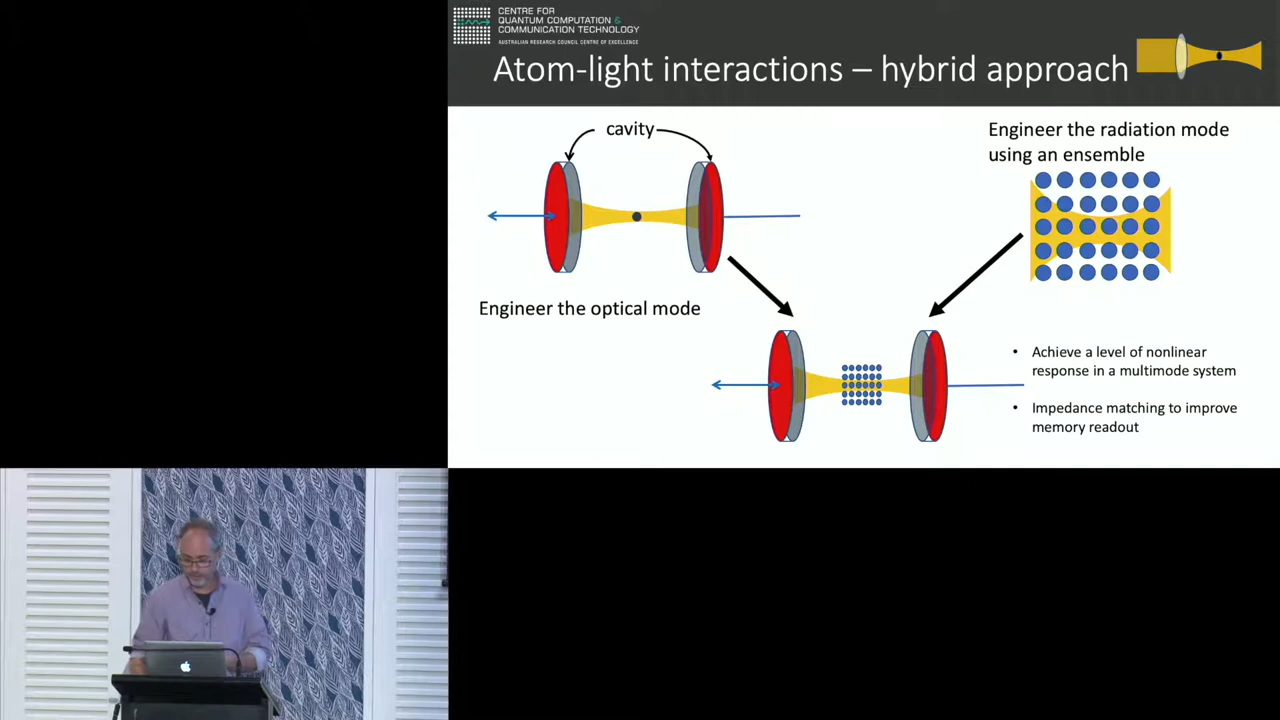 CENTRE FOR
QUANTUM COMPUTATION &
COMMUNICATION TECHNOLOGY
AUSTRALIAN RESEARCH COUNCIL CENTRE OF EXCELLENCE
Atom-light interactions – hybrid approach
cavity
Engineer the radiation mode
using an ensemble
Engineer the optical mode
• Achieve a level of nonlinear
response in a multimode system
• Impedance matching to improve
memory readout